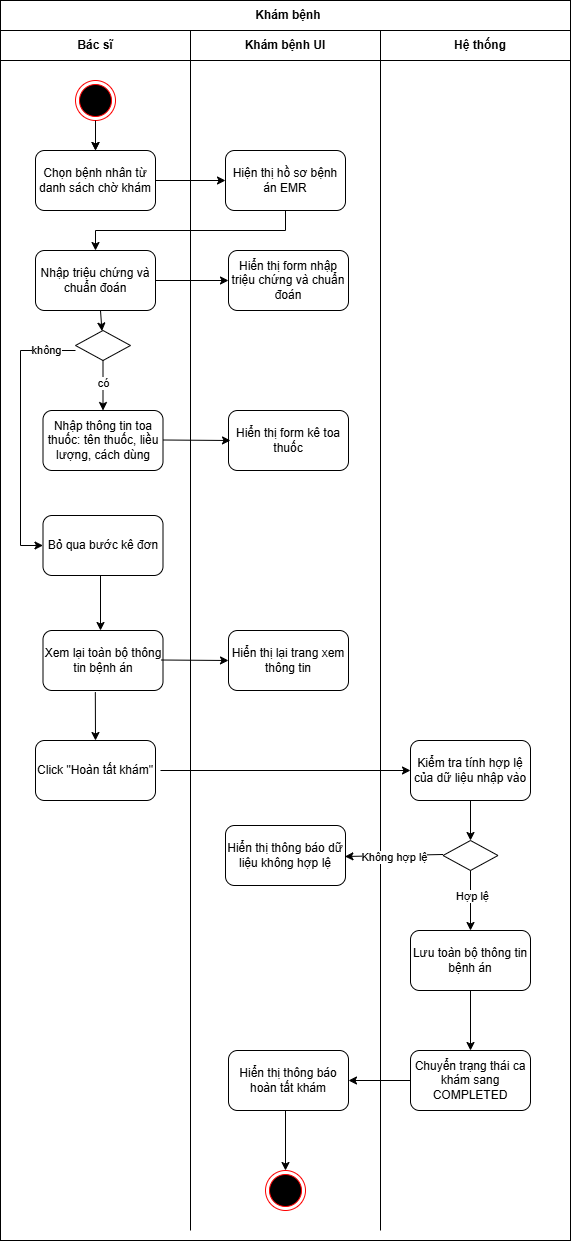 Khám bệnh
Bác sĩ
Khám bệnh UI
Hệ thống
Chọn bệnh nhân từ
danh sách chờ khám
Hiện thị hồ sơ bệnh
án EMR
Nhập triệu chứng và
chuẩn đoán
Hiển thị form nhập
triệu chứng và chuẩn
đoán
không
có
Nhập thông tin toa
thuốc: tên thuốc, liều
lượng, cách dùng
Hiển thị form kê toa
thuốc
Bỏ qua bước kê đơn
Xem lại toàn bộ thông
tin bệnh án
Hiển thị lại trang xem
thông tin
Click "Hoàn tất khám"
Kiểm tra tính hợp lệ
của dữ liệu nhập vào
Hiển thị thông báo dữ
liệu không hợp lệ
Không hợp lệ
Hợp lệ
Lưu toàn bộ thông tin
bệnh án
Chuyển trạng thái ca
khám sang
COMPLETED
Hiển thị thông báo
hoàn tất khám